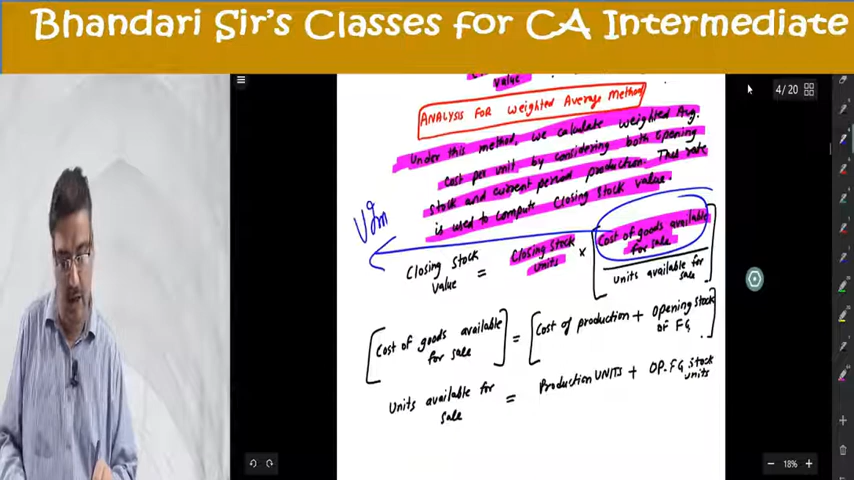 Bhandari Sir's Classes for CA Intermediate
4/20
value
ANALYSIS FOR Weighted Average Method
Under this method, we calculate weighted Avg.
cost per unit by considering both opening
stock and current period production. This rate
is used to compute closing stock value.
Closing stock value = Closing stock units × [Cost of goods available for sale / units available for sale]
[Cost of goods available for sale] = [Cost of production + Opening stock OF FG]
Units available for sale = Production UNITS + OP. FG stock units
18%